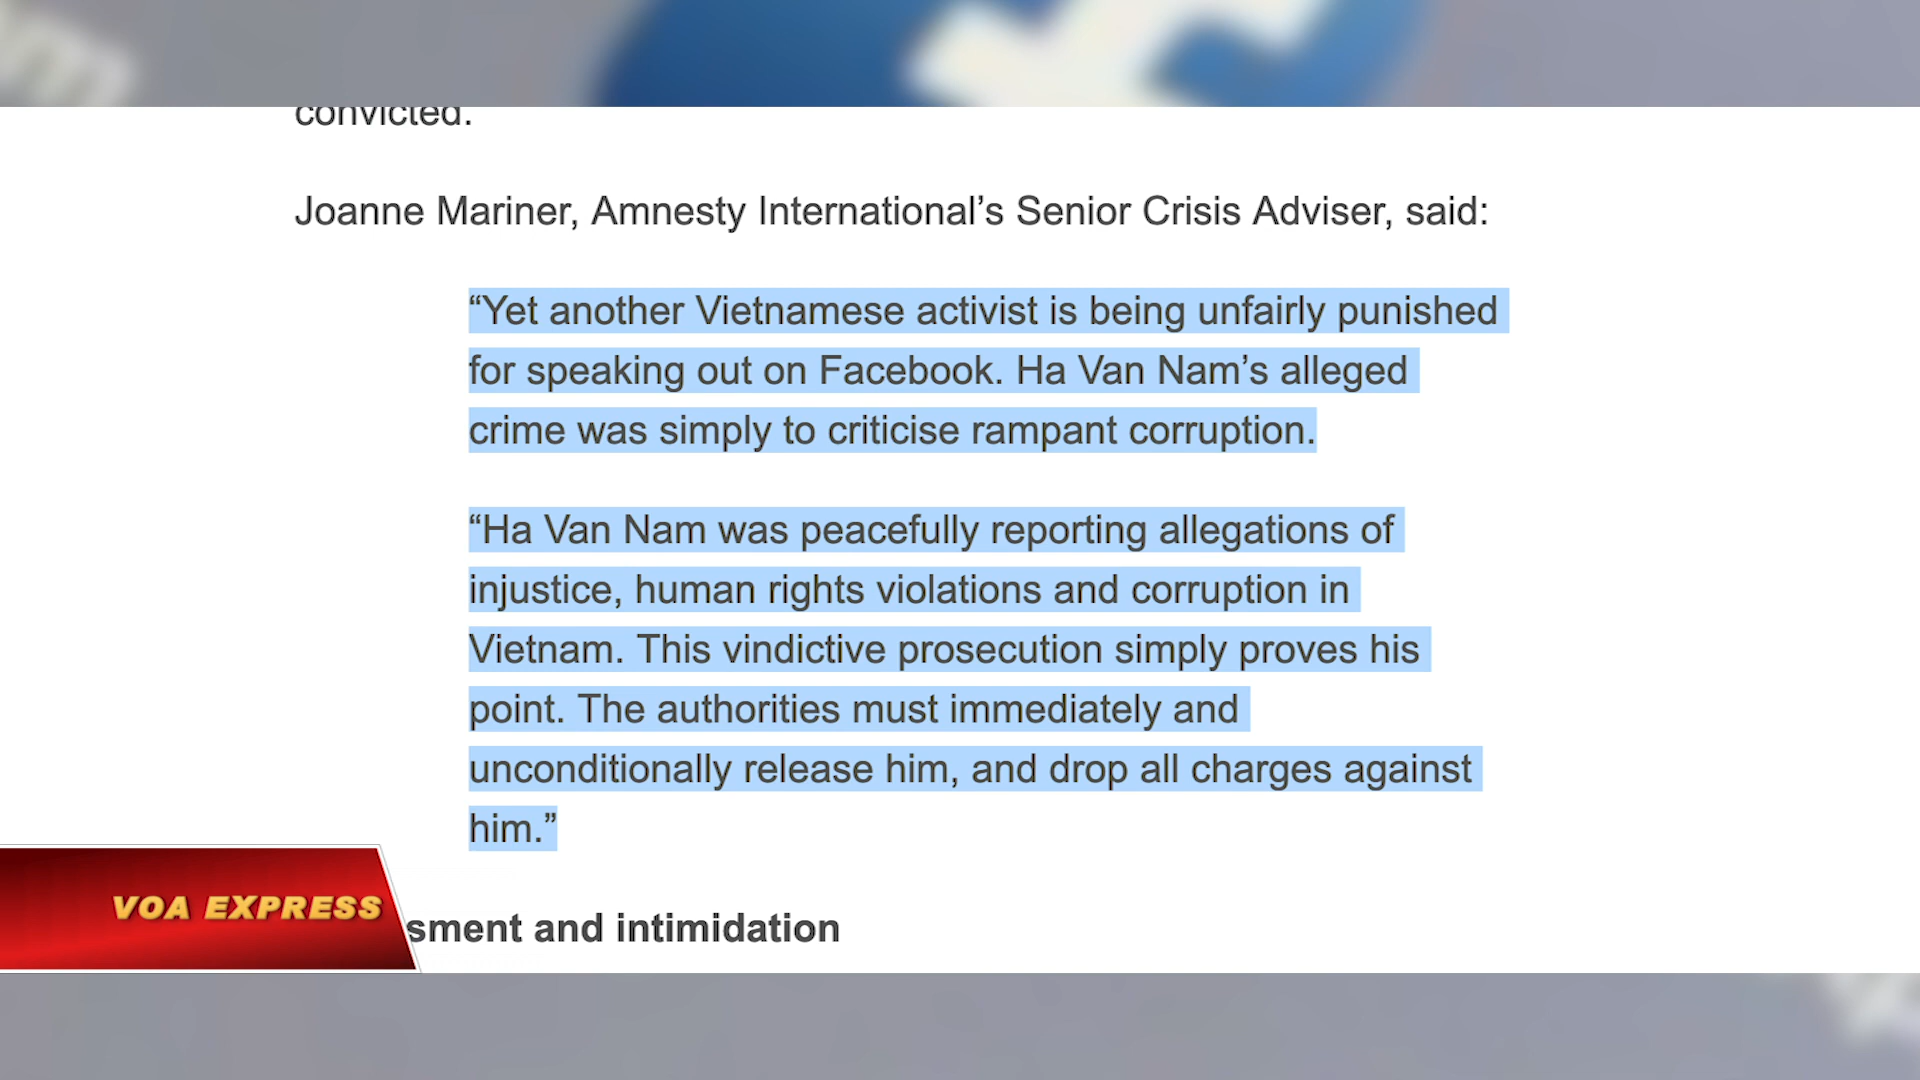 convicted.
Joanne Mariner, Amnesty International’s Senior Crisis Adviser, said:
“Yet another Vietnamese activist is being unfairly punished
for speaking out on Facebook. Ha Van Nam’s alleged
crime was simply to criticise rampant corruption.
“Ha Van Nam was peacefully reporting allegations of
injustice, human rights violations and corruption in
Vietnam. This vindictive prosecution simply proves his
point. The authorities must immediately and
unconditionally release him, and drop all charges against
him.”
VOA EXPRESS
sment and intimidation